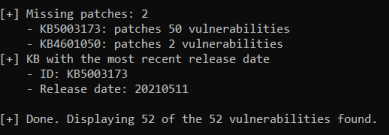 [+] Missing patches: 2
    - KB5003173: patches 50 vulnerabilities
    - KB4601050: patches 2 vulnerabilities
[+] KB with the most recent release date
    - ID: KB5003173
    - Release date: 20210511
[+] Done. Displaying 52 of the 52 vulnerabilities found.